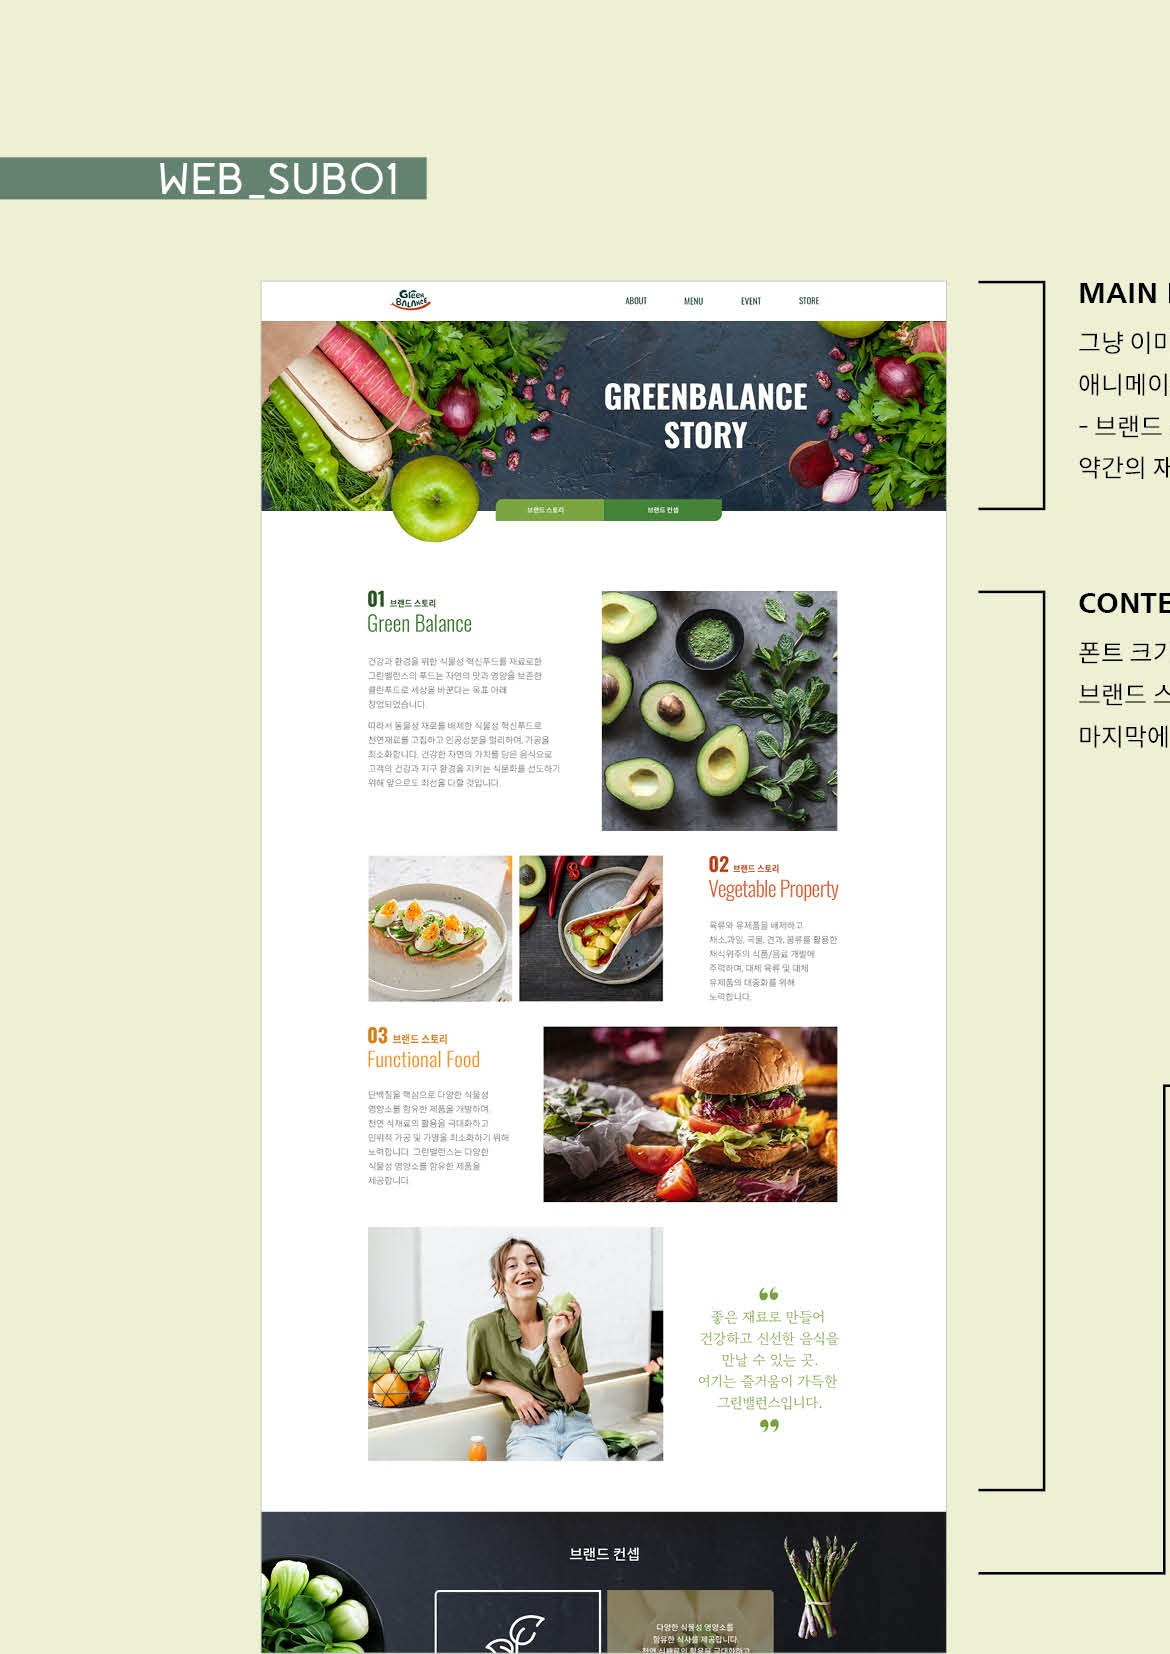 WEB_SUB01
Green
BALANCE
ABOUT
MENU
EVENT
STORE
GREENBALANCE
STORY
브랜드 스토리
브랜드 컨셉
01 브랜드 스토리
Green Balance
건강과 환경을 위한 식물성 혁신푸드를 재료로한
그린밸런스의 푸드는 자연의 맛과 영양을 보존한
클린푸드로 세상을 바꾼다는 목표 아래
창업되었습니다.
따라서 동물성 재료를 배제한 식물성 혁신푸드로
천연재료를 고집하고 인공성분을 멀리하며, 가공을
최소화합니다. 건강한 자연의 가치를 담은 음식으로
고객의 건강과 지구 환경을 지키는 식문화를 선도하기
위해 앞으로도 최선을 다할 것입니다.
02 브랜드 스토리
Vegetable Property
육류와 유제품을 배제하고
채소,과일, 곡물, 견과, 콩류를 활용한
채식위주의 식품/음료 개발에
주력하며, 대체 육류 및 대체
유제품의 대중화를 위해
노력합니다.
03 브랜드 스토리
Functional Food
단백질을 핵심으로 다양한 식물성
영양소를 함유한 제품을 개발하며,
천연 식재료의 활용을 극대화하고
인위적 가공 및 가열을 최소화하기 위해
노력합니다. 그린밸런스는 다양한
식물성 영양소를 함유한 제품을
제공합니다.
❝
좋은 재료로 만들어
건강하고 신선한 음식을
만날 수 있는 곳.
여기는 즐거움이 가득한
그린밸런스입니다.
❞
브랜드 컨셉
다양한 식물성 영양소를
함유한 식사를 제공합니다.
천연 식재료의 활용을 극대화하고
MAIN
그냥 이미
애니메이
- 브랜드
약간의 재
CONTE
폰트 크기
브랜드 스
마지막에